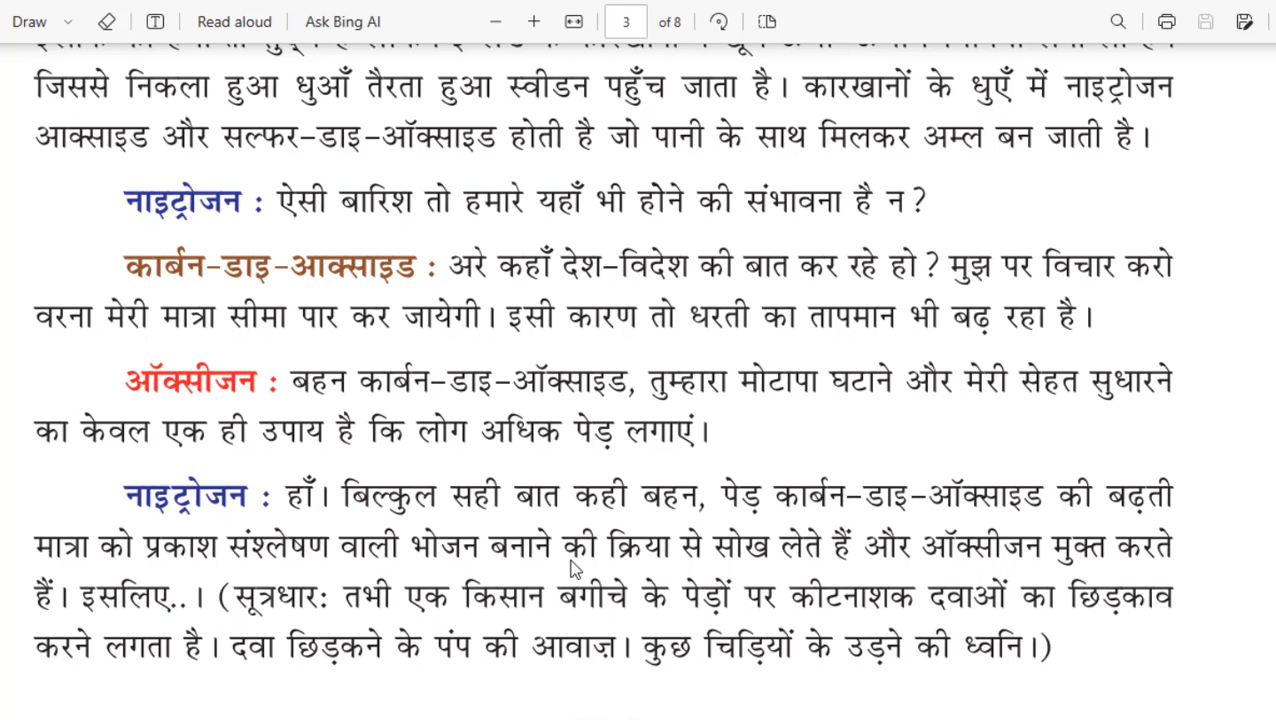 Draw
Read aloud
Ask Bing AI
3
of 8
जिससे निकला हुआ धुआँ तैरता हुआ स्वीडन पहुँच जाता है। कारखानों के धुएँ में नाइट्रोजन
आक्साइड और सल्फर-डाइ-ऑक्साइड होती है जो पानी के साथ मिलकर अम्ल बन जाती है।
नाइट्रोजन : ऐसी बारिश तो हमारे यहाँ भी होने की संभावना है न?
कार्बन-डाइ-आक्साइड : अरे कहाँ देश-विदेश की बात कर रहे हो? मुझ पर विचार करो
वरना मेरी मात्रा सीमा पार कर जायेगी। इसी कारण तो धरती का तापमान भी बढ़ रहा है।
ऑक्सीजन : बहन कार्बन-डाइ-ऑक्साइड, तुम्हारा मोटापा घटाने और मेरी सेहत सुधारने
का केवल एक ही उपाय है कि लोग अधिक पेड़ लगाएं।
नाइट्रोजन : हाँ। बिल्कुल सही बात कही बहन, पेड़ कार्बन-डाइ-ऑक्साइड की बढ़ती
मात्रा को प्रकाश संश्लेषण वाली भोजन बनाने की क्रिया से सोख लेते हैं और ऑक्सीजन मुक्त करते
हैं। इसलिए..। (सूत्रधार: तभी एक किसान बगीचे के पेड़ों पर कीटनाशक दवाओं का छिड़काव
करने लगता है। दवा छिड़कने के पंप की आवाज़। कुछ चिड़ियों के उड़ने की ध्वनि।)